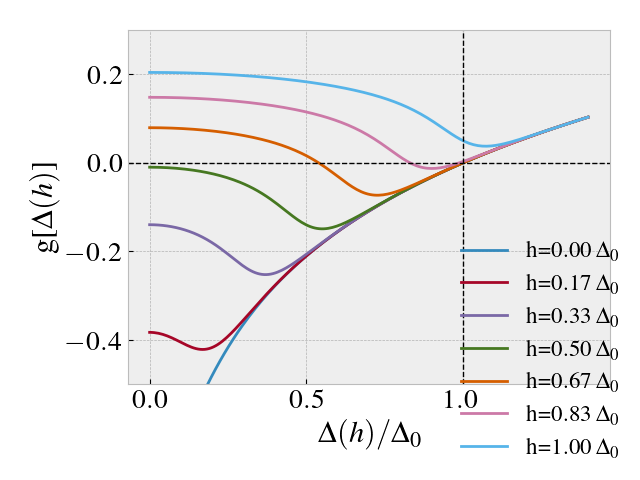 0.2
0.0
−0.2
−0.4
g[Δ(h)]
0.0 0.5 1.0
Δ(h)/Δ₀
h=0.00 Δ₀
h=0.17 Δ₀
h=0.33 Δ₀
h=0.50 Δ₀
h=0.67 Δ₀
h=0.83 Δ₀
h=1.00 Δ₀